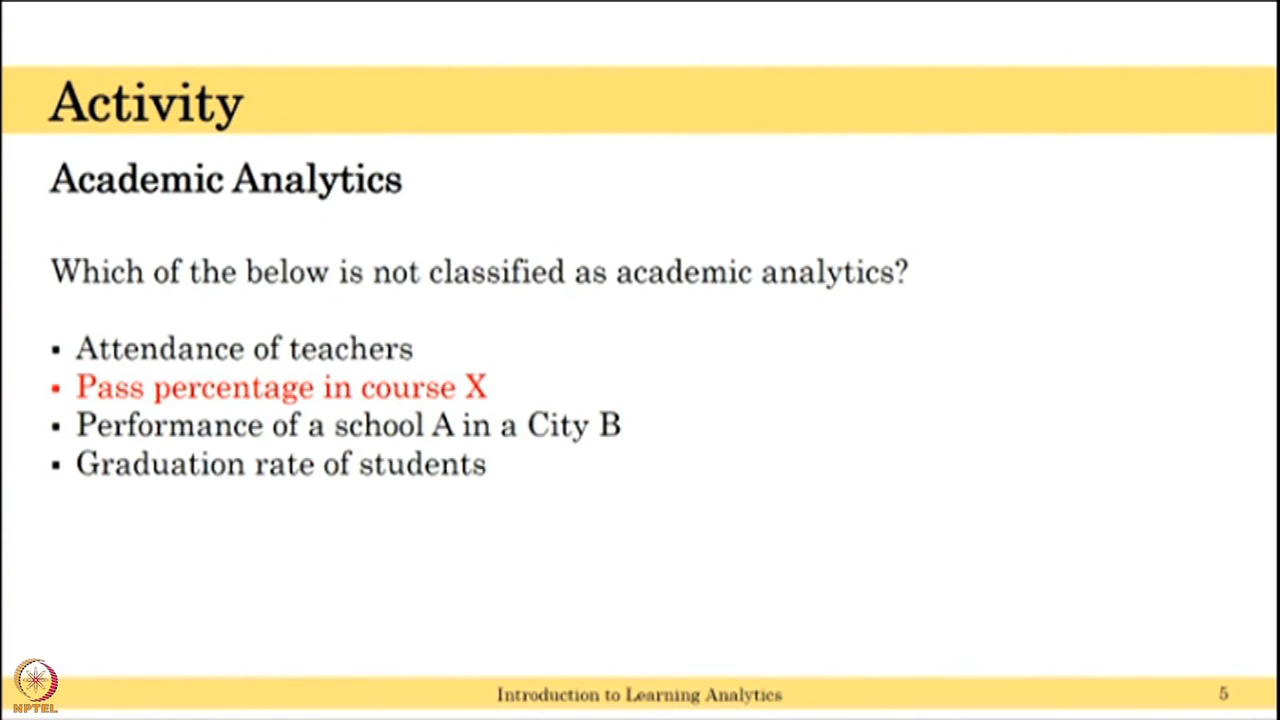 Activity
Academic Analytics
Which of the below is not classified as academic analytics?
▪ Attendance of teachers
▪ Pass percentage in course X
▪ Performance of a school A in a City B
▪ Graduation rate of students
NPTEL
Introduction to Learning Analytics
5